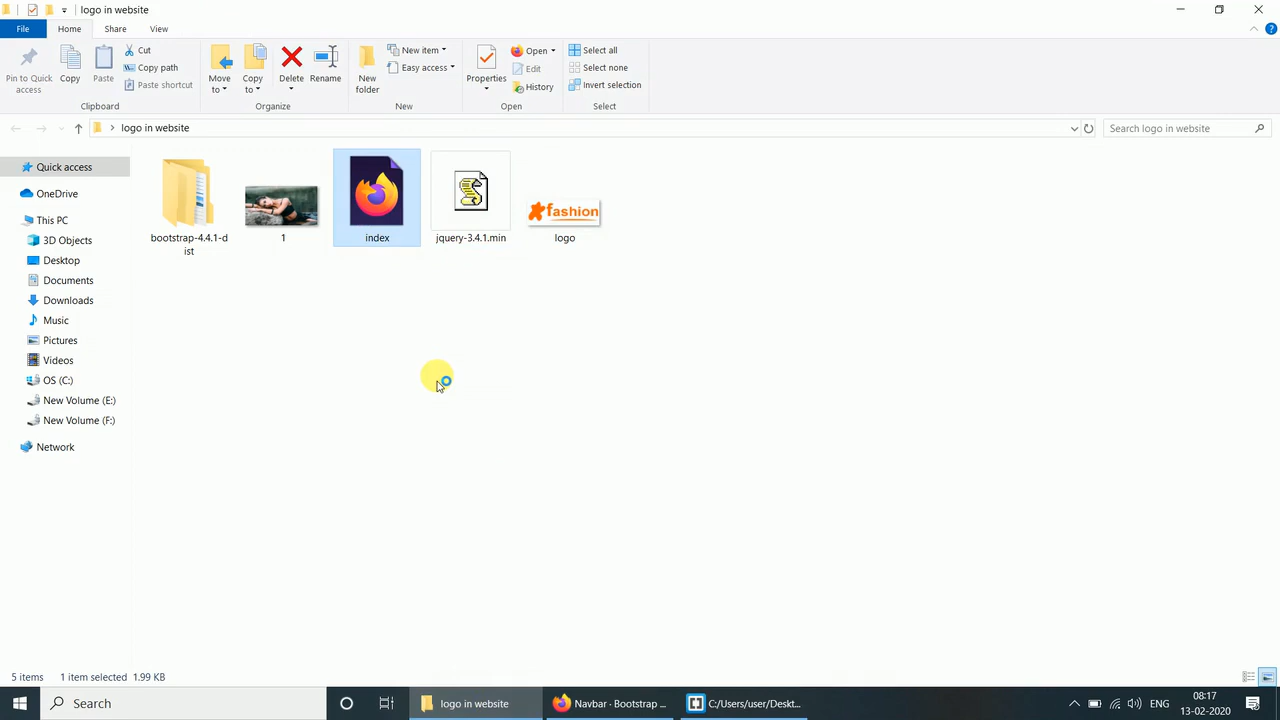 logo in website
File
Home
Share
View
Pin to Quick
access
Copy
Paste
Cut
Copy path
Paste shortcut
Move
to
Copy
to
Delete
Rename
New
folder
New item
Easy access
Properties
Open
Edit
History
Select all
Select none
Invert selection
Clipboard
Organize
New
Open
Select
logo in website
Search logo in website
Quick access
OneDrive
This PC
3D Objects
Desktop
Documents
Downloads
Music
Pictures
Videos
OS (C:)
New Volume (E:)
New Volume (F:)
Network
fashion
bootstrap-4.4.1-d
ist
1
index
jquery-3.4.1.min
logo
5 items
1 item selected
1.99 KB
Search
logo in website
Navbar · Bootstrap ...
C:/Users/user/Deskt...
ENG
08:17
13-02-2020